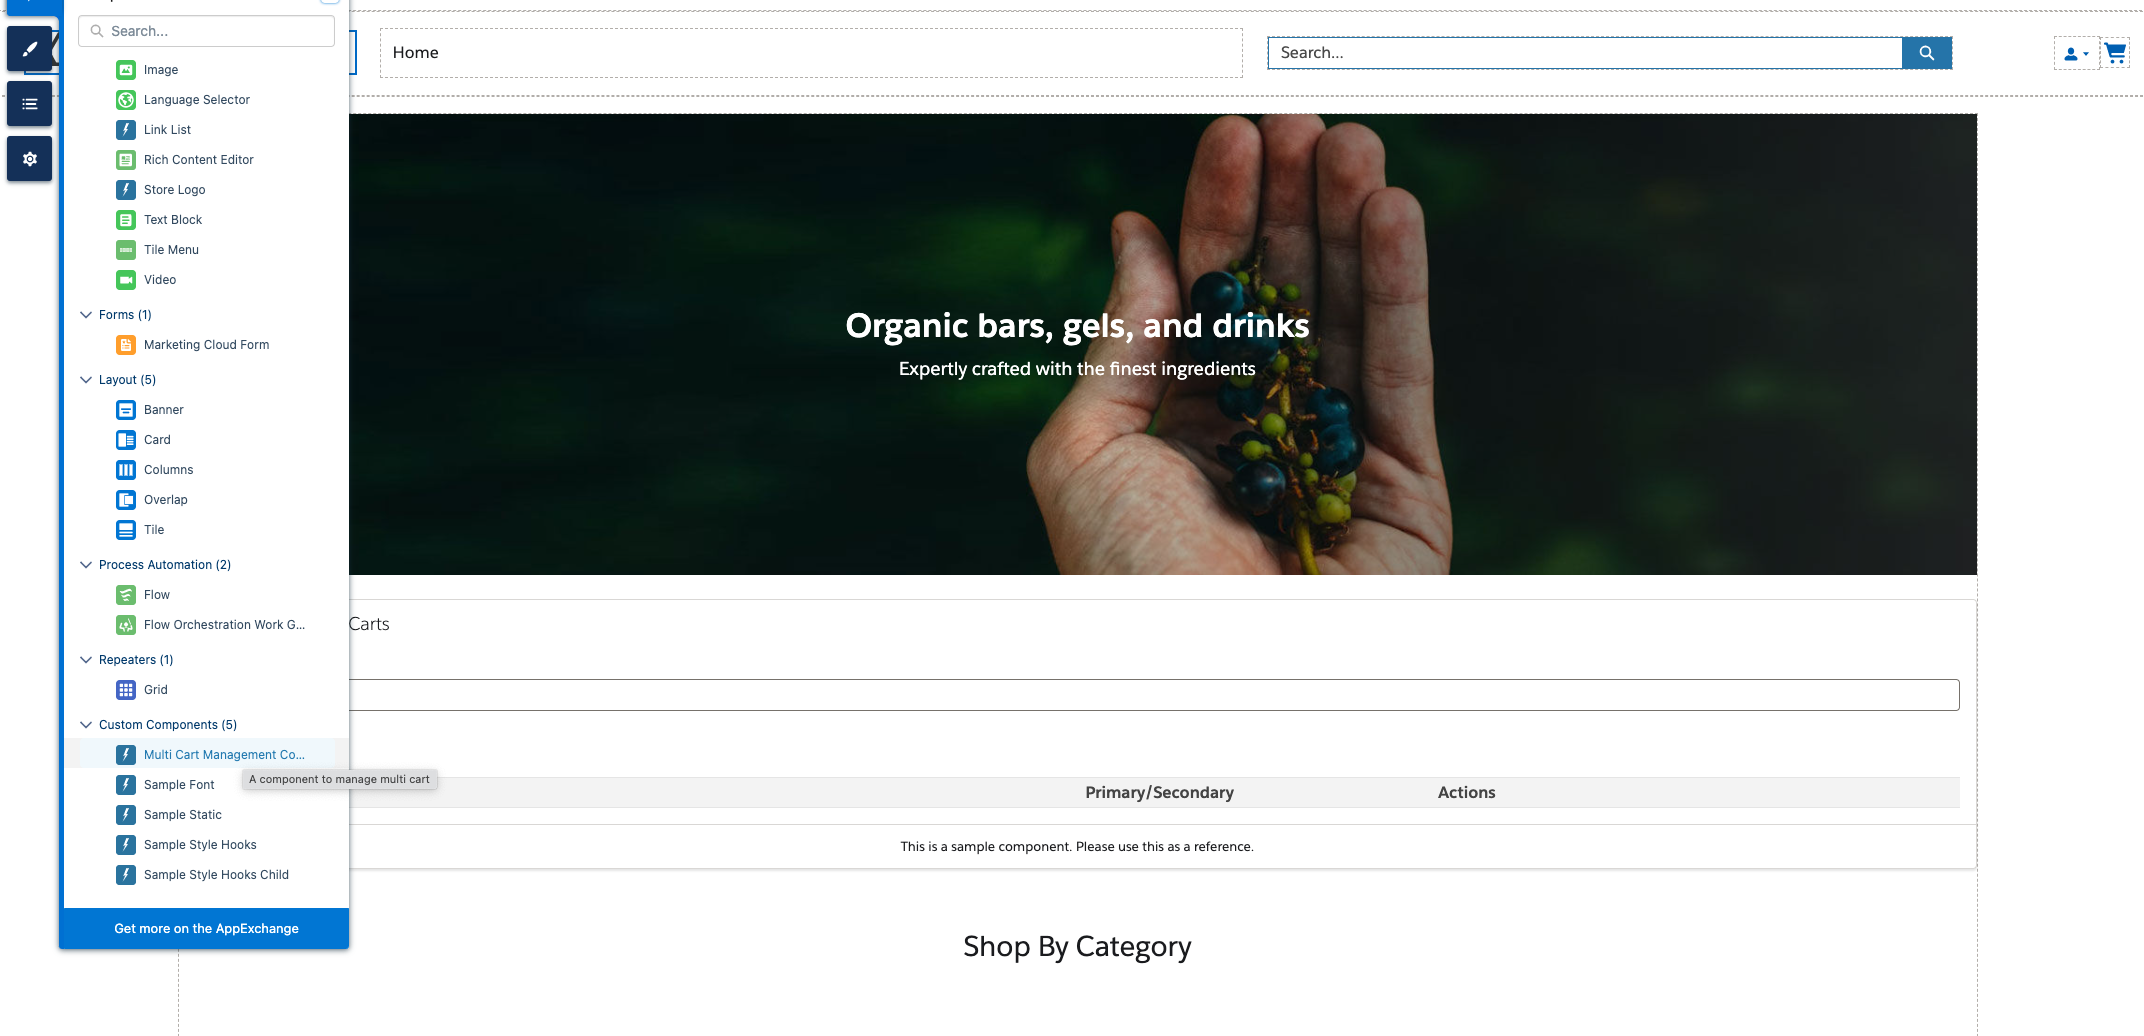 Search...
Image
Language Selector
Link List
Rich Content Editor
Store Logo
Text Block
Tile Menu
Video
Forms (1)
Marketing Cloud Form
Layout (5)
Banner
Card
Columns
Overlap
Tile
Process Automation (2)
Flow
Flow Orchestration Work G...
Repeaters (1)
Grid
Custom Components (5)
Multi Cart Management Co...
A component to manage multi cart
Sample Font
Sample Static
Sample Style Hooks
Sample Style Hooks Child
Get more on the AppExchange
Home
Search...
Organic bars, gels, and drinks
Expertly crafted with the finest ingredients
Carts
Primary/Secondary Actions
This is a sample component. Please use this as a reference.
Shop By Category